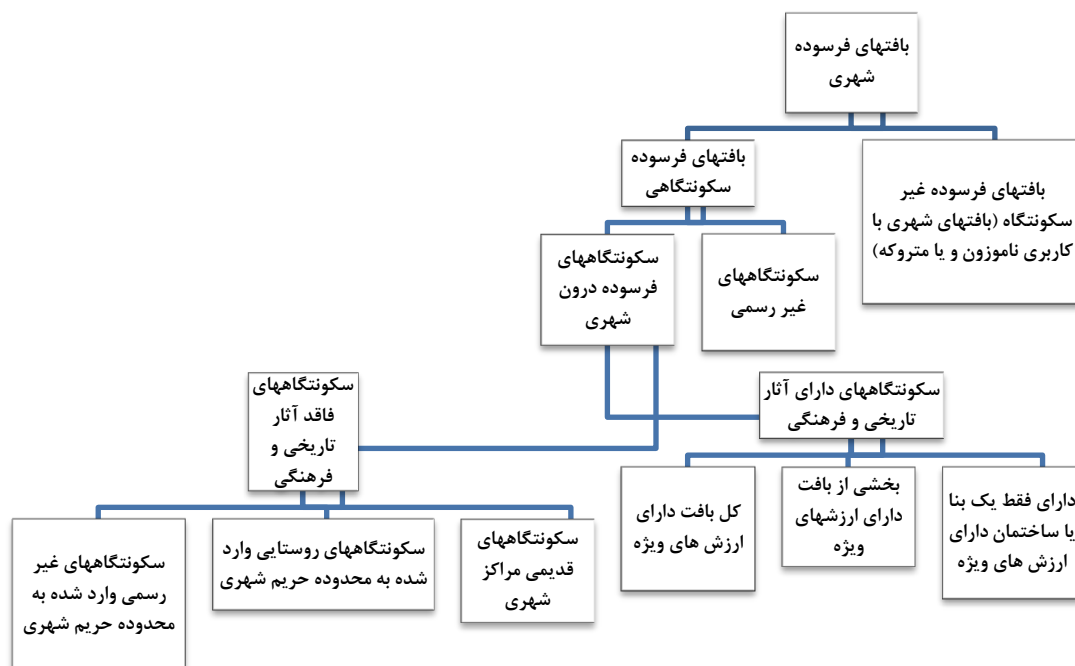 بافتهای فرسوده
شهری
بافتهای فرسوده
سکونتگاهی
بافتهای فرسوده غیر
سکونتگاه (بافتهای شهری با
کاربری ناموزون و یا متروکه)
سکونتگاههای
فرسوده درون
شهری
سکونتگاههای
غیر رسمی
سکونتگاههای دارای آثار
تاریخی و فرهنگی
سکونتگاههای
فاقد آثار
تاریخی و
فرهنگی
دارای فقط یک بنا
یا ساختمان دارای
ارزش های ویژه
بخشی از بافت
دارای ارزشهای
ویژه
کل بافت دارای
ارزش های ویژه
سکونتگاههای
قدیمی مراکز
شهری
سکونتگاههای روستایی وارد
شده به محدوده حریم شهری
سکونتگاههای غیر
رسمی وارد شده به
محدوده حریم شهری